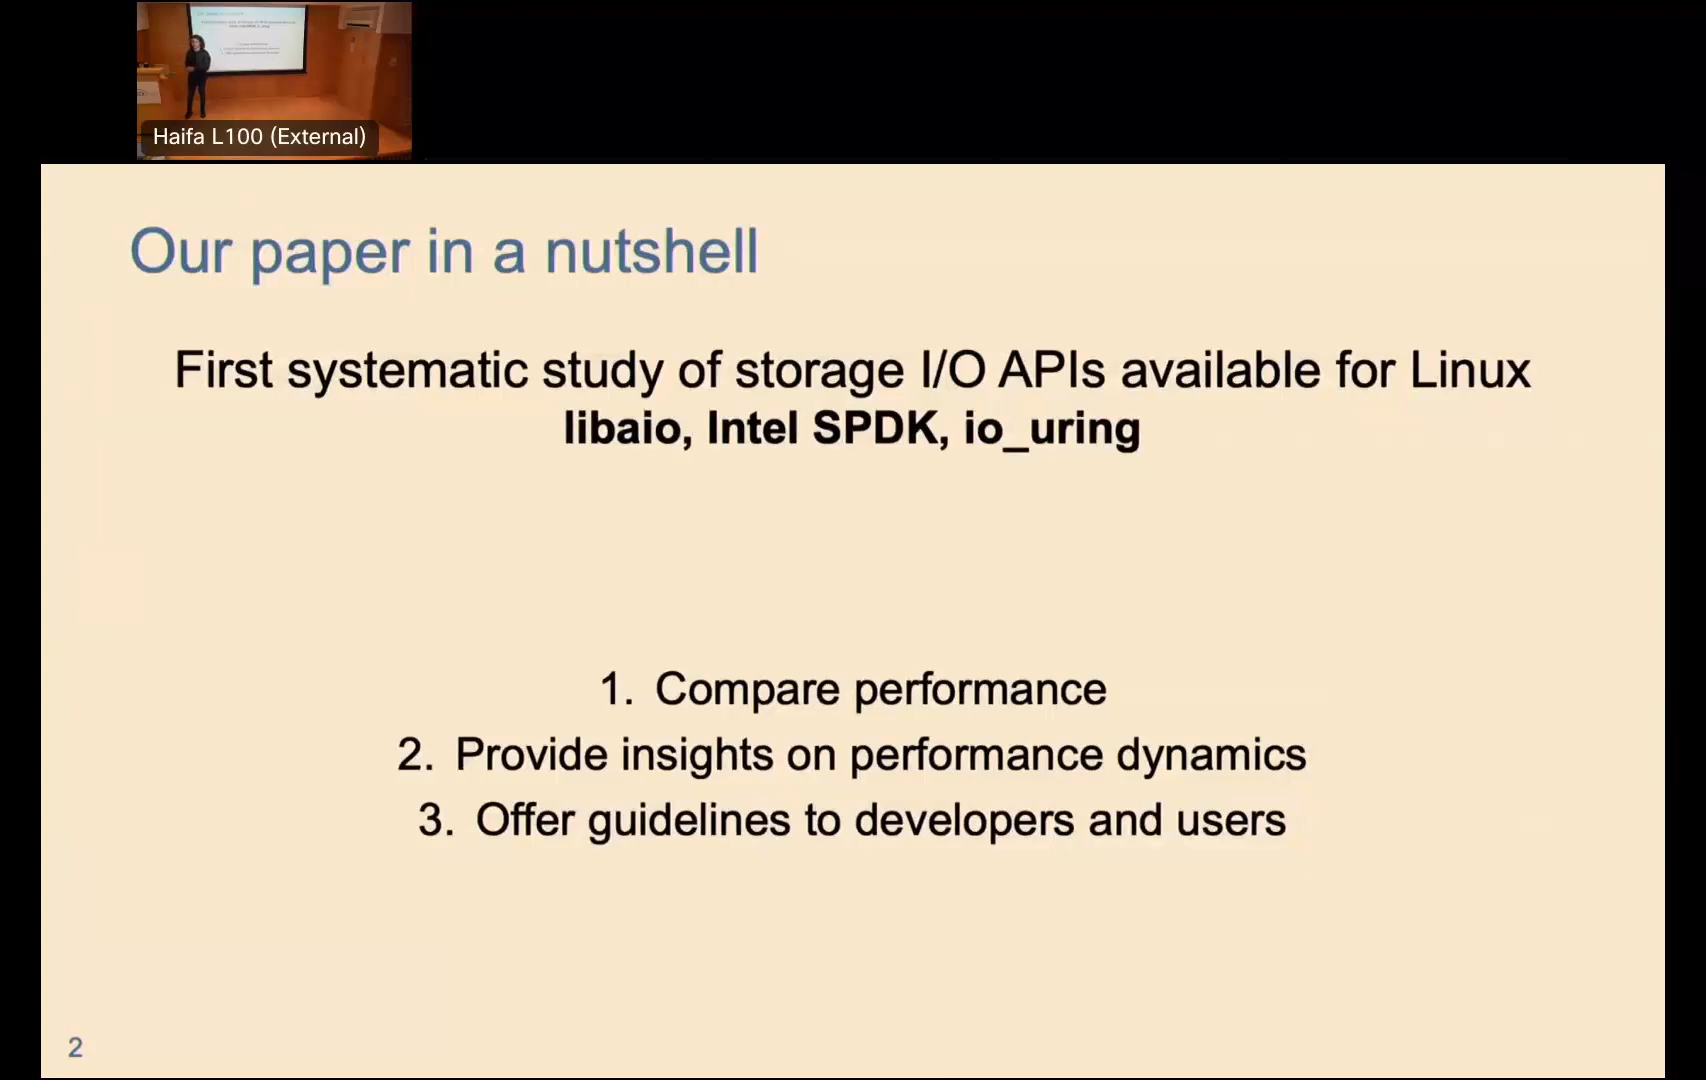 Haifa L100 (External)
Our paper in a nutshell
First systematic study of storage I/O APIs available for Linux
libaio, Intel SPDK, io_uring
1. Compare performance
2. Provide insights on performance dynamics
3. Offer guidelines to developers and users
2